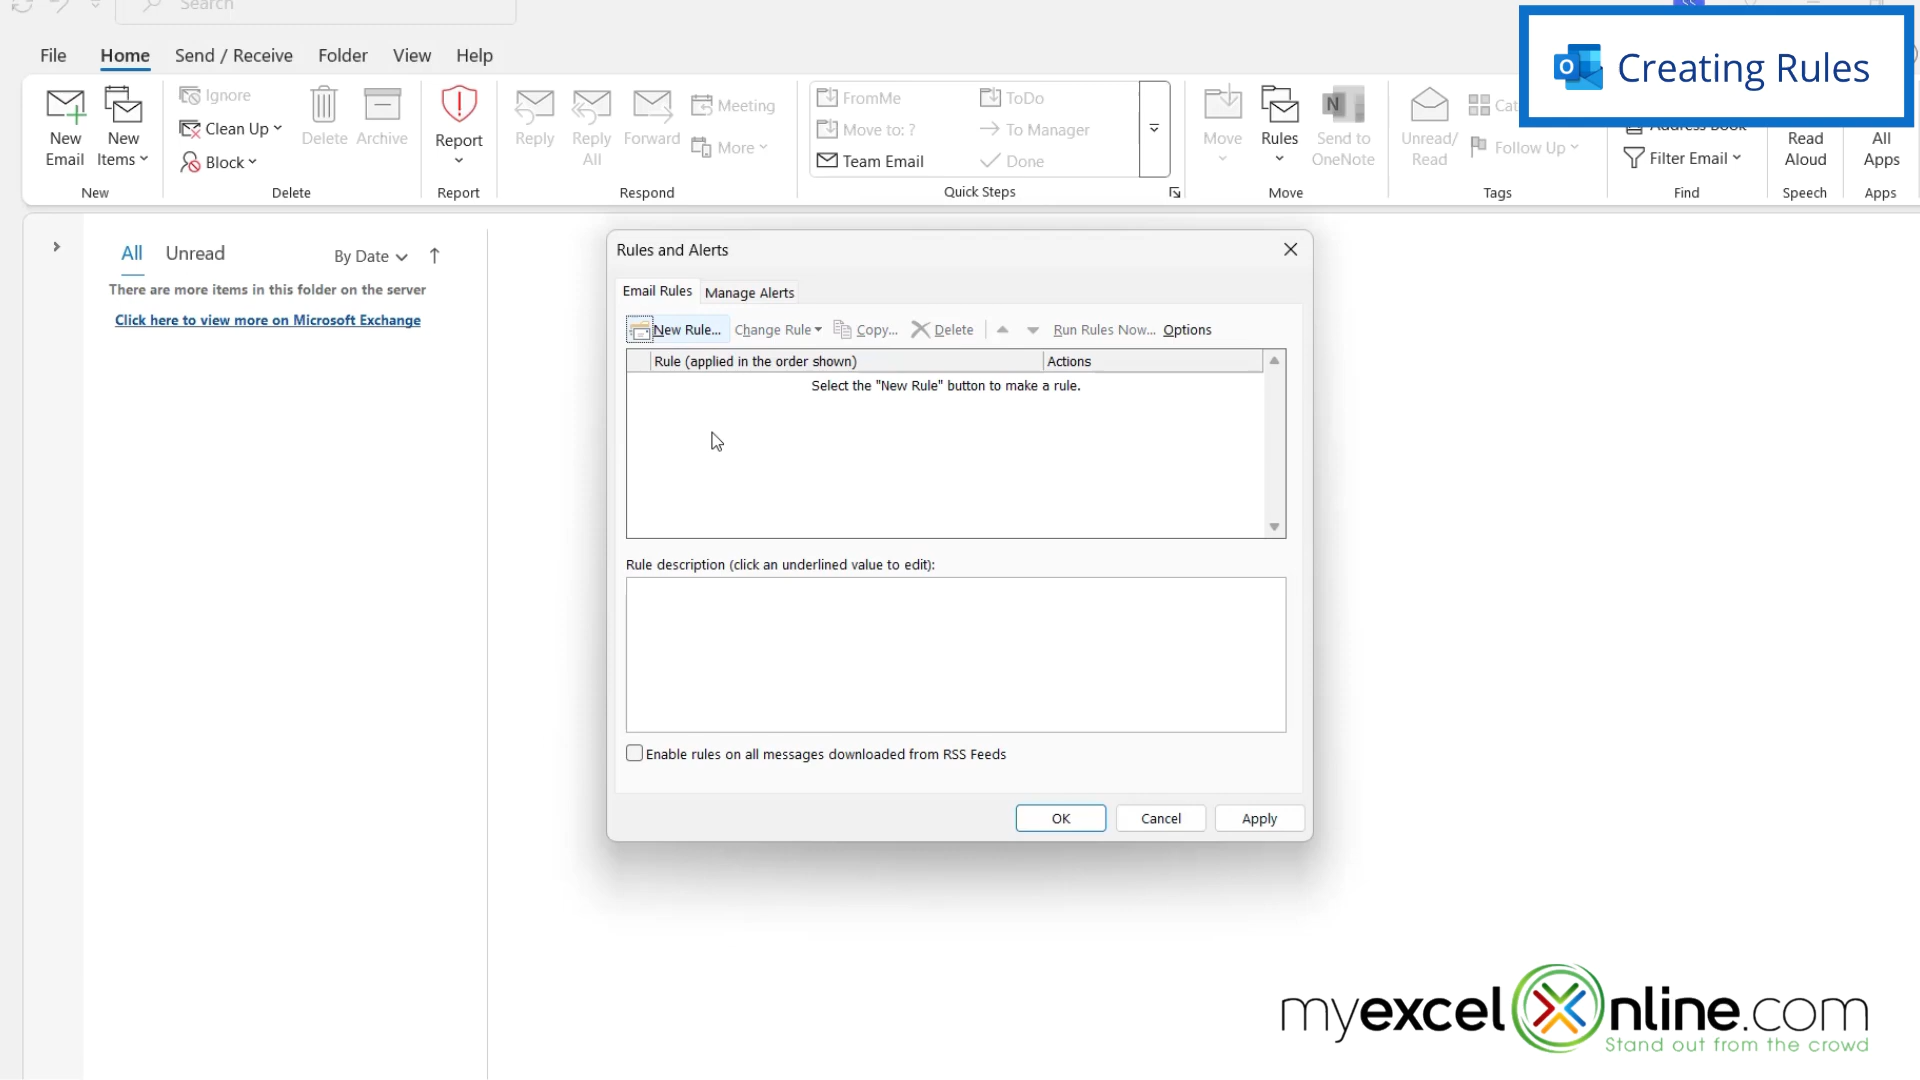 Search
File Home Send / Receive Folder View Help
Creating Rules
New Email
New Items
New
Ignore
Clean Up
Block
Delete
Archive
Delete
Report
Report
Reply
Reply All
Forward
Meeting
More
Respond
FromMe
Move to: ?
Team Email
ToDo
To Manager
Done
Quick Steps
Move
Rules
Send to OneNote
N
Move
Unread/ Read
Follow Up
Tags
Address Book
Filter Email
Find
Read Aloud
Speech
All Apps
Apps
All Unread By Date
There are more items in this folder on the server
Click here to view more on Microsoft Exchange
Rules and Alerts
Email Rules Manage Alerts
New Rule... Change Rule Copy... Delete Run Rules Now... Options
Rule (applied in the order shown) Actions
Select the "New Rule" button to make a rule.
Rule description (click an underlined value to edit):
Enable rules on all messages downloaded from RSS Feeds
OK Cancel Apply
myexcelOnline.com
Stand out from the crowd